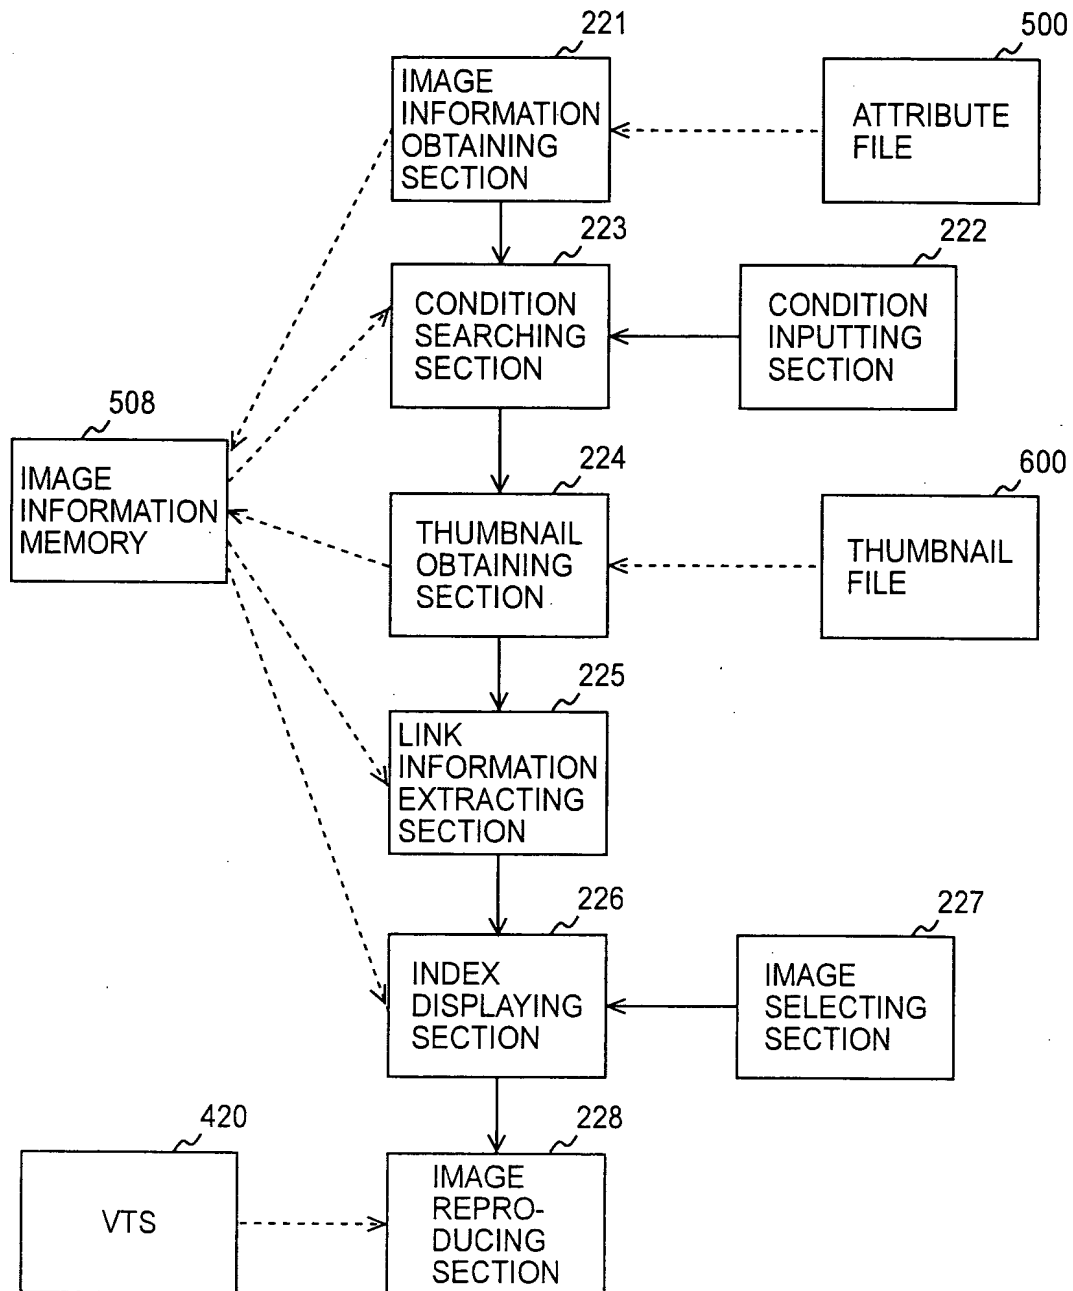 221
IMAGE
INFORMATION
OBTAINING
SECTION
500
ATTRIBUTE
FILE
223
CONDITION
SEARCHING
SECTION
222
CONDITION
INPUTTING
SECTION
508
IMAGE
INFORMATION
MEMORY
224
THUMBNAIL
OBTAINING
SECTION
600
THUMBNAIL
FILE
225
LINK
INFORMATION
EXTRACTING
SECTION
226
INDEX
DISPLAYING
SECTION
227
IMAGE
SELECTING
SECTION
420
VTS
228
IMAGE
REPRO-
DUCING
SECTION